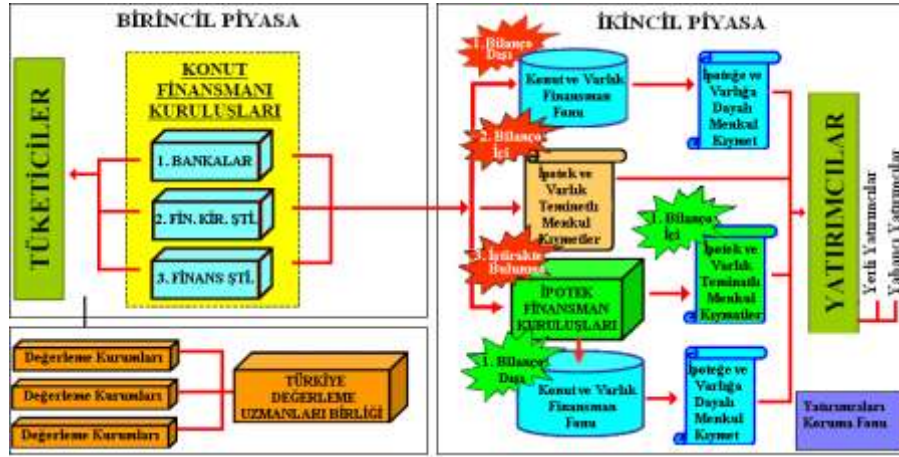 BİRİNCİL PİYASA
TÜKETİCİLER
KONUT
FİNANSMANI
KURULUŞLARI
1. BANKALAR
2. FİN. KİR. ŞTİ.
3. FİNANS ŞTİ.
Değerleme Kurumları
Değerleme Kurumları
Değerleme Kurumları
TÜRKİYE
DEĞERLEME
UZMANLARI BİRLİĞİ
İKİNCİL PİYASA
1. Bilanço
Dışı
Konut ve Varlık
Finansman
Fonu
İpoteğe ve
Varlığa
Dayalı
Menkul
Kıymet
2. Bilanço
İçi
İpotek ve
Varlık
Teminetlı
Menkul
Kıymetler
3. İştirakte
Bulunma
İPOTEK
FİNANSMAN
KURULUŞLARI
1. Bilanço
İçi
İpotek ve
Varlık
Teminatlı
Menkul
Kıymatler
1. Bilanço
Dışı
Konut ve Varlık
Finansman
Fonu
İpoteğe ve
Varlığa
Dayalı
Menkul
Kıymet
YATIRIMCILAR
Yerli Yatırımcılar
Yabancı Yatırımcılar
Yatırımcıları
Koruma Fonu